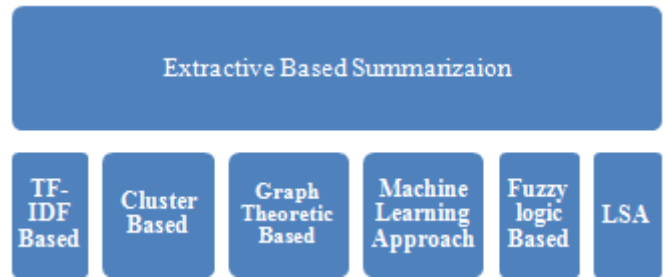 Extractive Based Summarizaion
TF-
IDF
Based
Cluster
Based
Graph
Theoretic
Based
Machine
Learning
Approach
Fuzzy
logic
Based
LSA